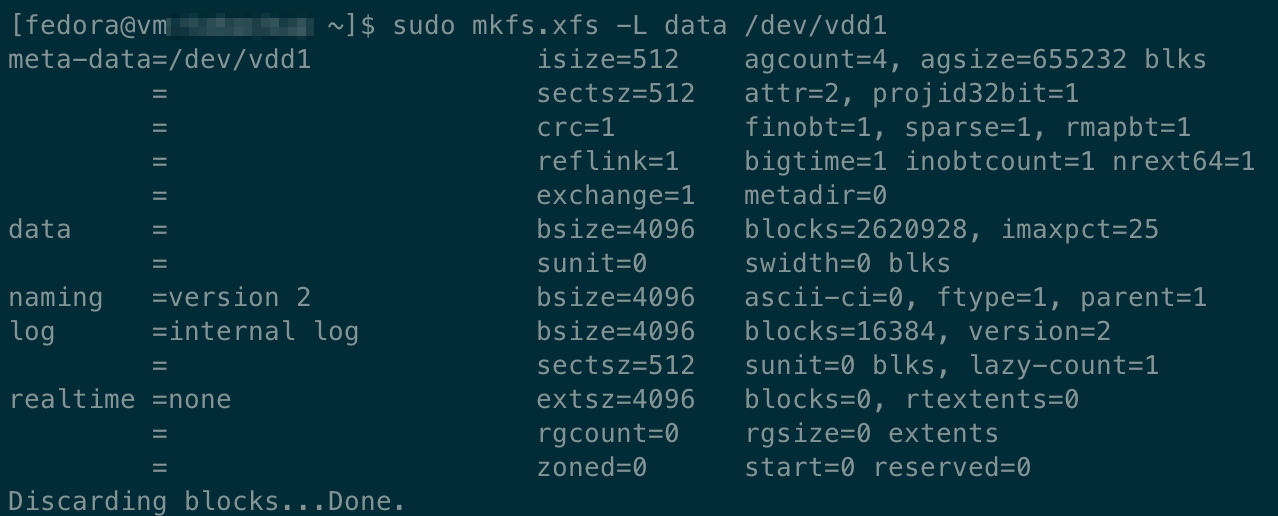 [fedora@vm ~]$ sudo mkfs.xfs -L data /dev/vdd1
meta-data=/dev/vdd1              isize=512    agcount=4, agsize=655232 blks
         =                       sectsz=512   attr=2, projid32bit=1
         =                       crc=1        finobt=1, sparse=1, rmapbt=1
         =                       reflink=1    bigtime=1 inobtcount=1 nrext64=1
         =                       exchange=1   metadir=0
data     =                       bsize=4096   blocks=2620928, imaxpct=25
         =                       sunit=0      swidth=0 blks
naming   =version 2              bsize=4096   ascii-ci=0, ftype=1, parent=1
log      =internal log           bsize=4096   blocks=16384, version=2
         =                       sectsz=512   sunit=0 blks, lazy-count=1
realtime =none                   extsz=4096   blocks=0, rtextents=0
         =                       rgcount=0    rgsize=0 extents
         =                       zoned=0      start=0 reserved=0
Discarding blocks...Done.